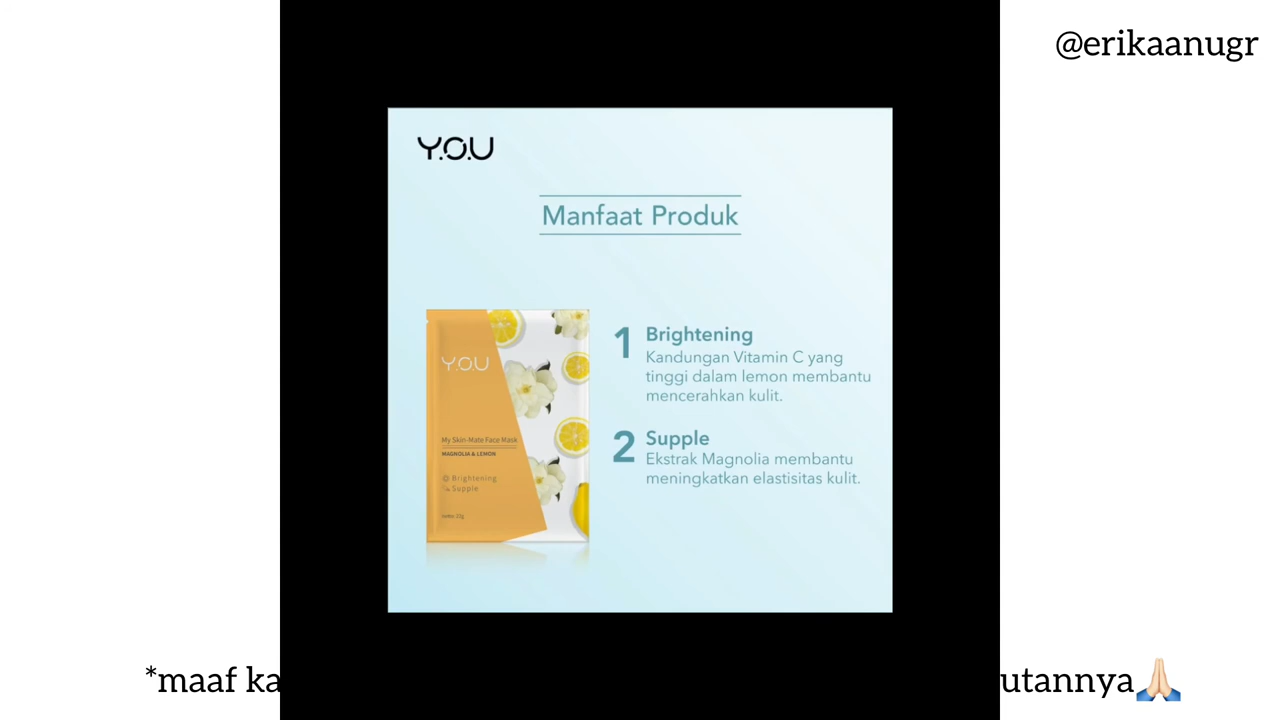 @erikaanugr
Y.O.U
Manfaat Produk
Y.O.U
My Skin-Mate Face Mask
MAGNOLIA & LEMON
Brightening
Supple
1 Brightening
Kandungan Vitamin C yang
tinggi dalam lemon membantu
mencerahkan kulit.
2 Supple
Ekstrak Magnolia membantu
meningkatkan elastisitas kulit.
*maaf ka utannya🙏🏻